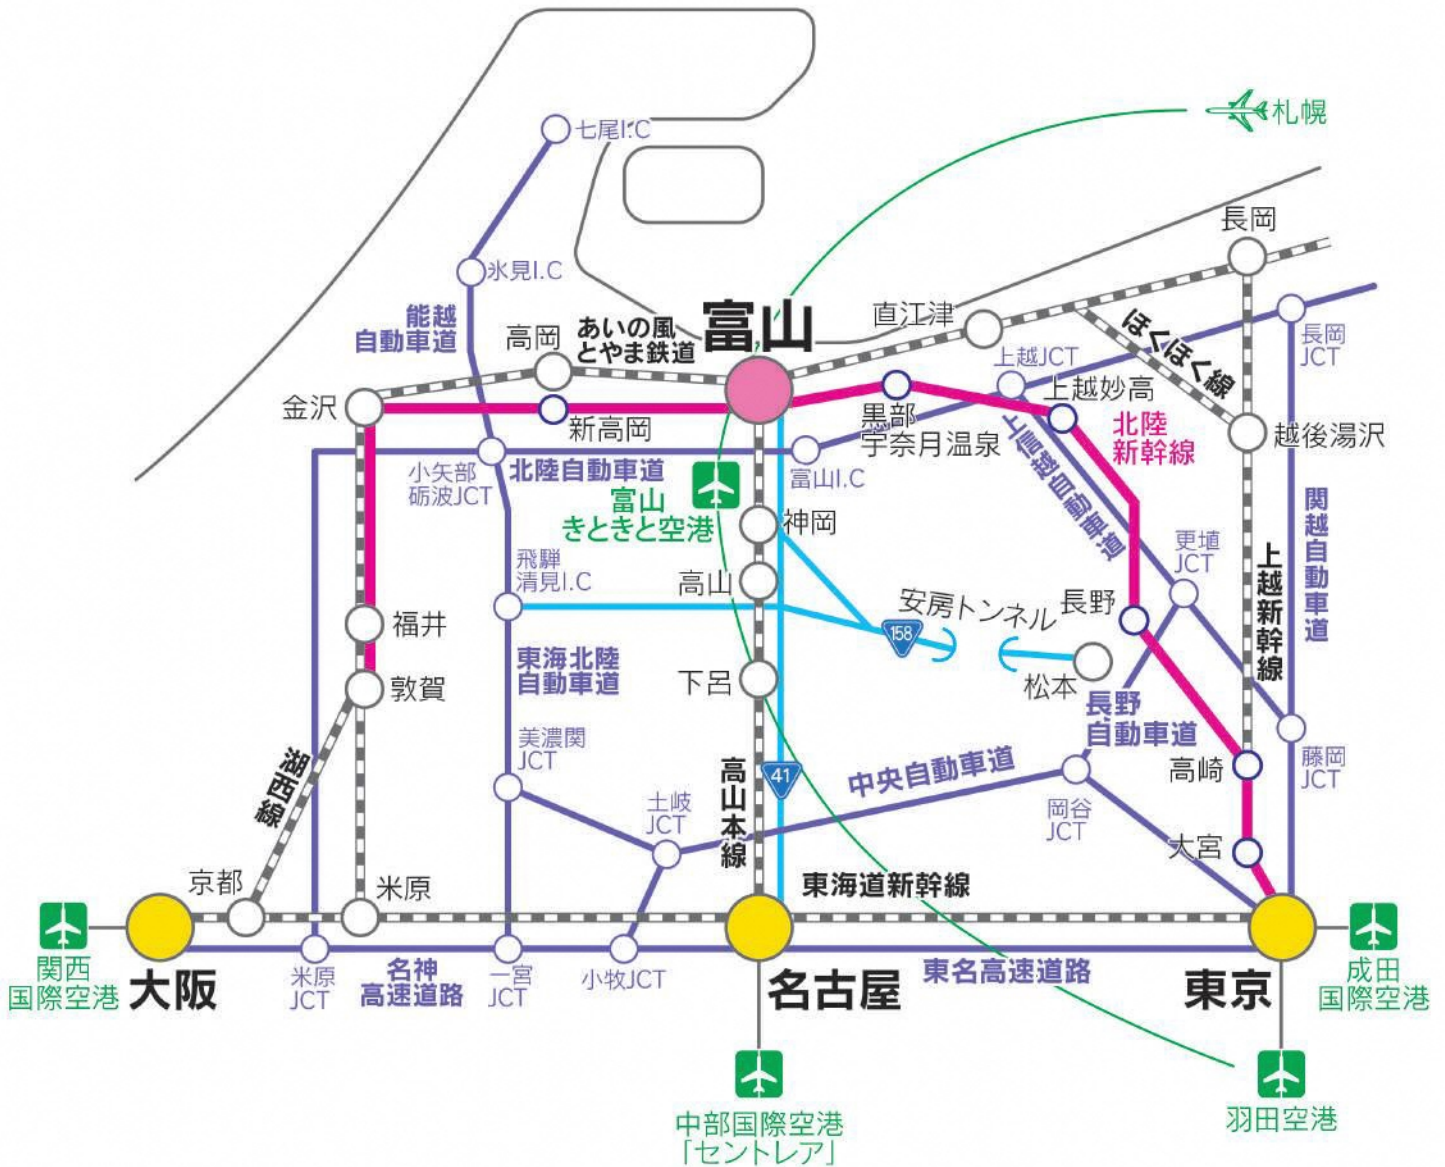 札幌
七尾I.C
長岡
氷見I.C
能越
自動車道
高岡
あいの風
とやま鉄道
富山
直江津
ほくほく線
長岡
JCT
上越JCT
上越妙高
金沢
新高岡
黒部
宇奈月温泉
北陸
新幹線
越後湯沢
小矢部
砺波JCT
北陸自動車道
富山I.C
上信越自動車道
富山
きときと空港
神岡
関越自動車道
飛騨
清見I.C
高山
更埴
JCT
上越新幹線
安房トンネル
長野
福井
158
東海北陸
自動車道
敦賀
下呂
松本
長野
自動車道
美濃関
JCT
湖西線
高山本線
41
中央自動車道
高崎
藤岡
JCT
土岐
JCT
岡谷
JCT
大宮
京都
米原
東海道新幹線
関西
国際空港
大阪
米原
JCT
名神
高速道路
一宮
JCT
小牧JCT
名古屋
東名高速道路
東京
成田
国際空港
中部国際空港
「セントレア」
羽田空港